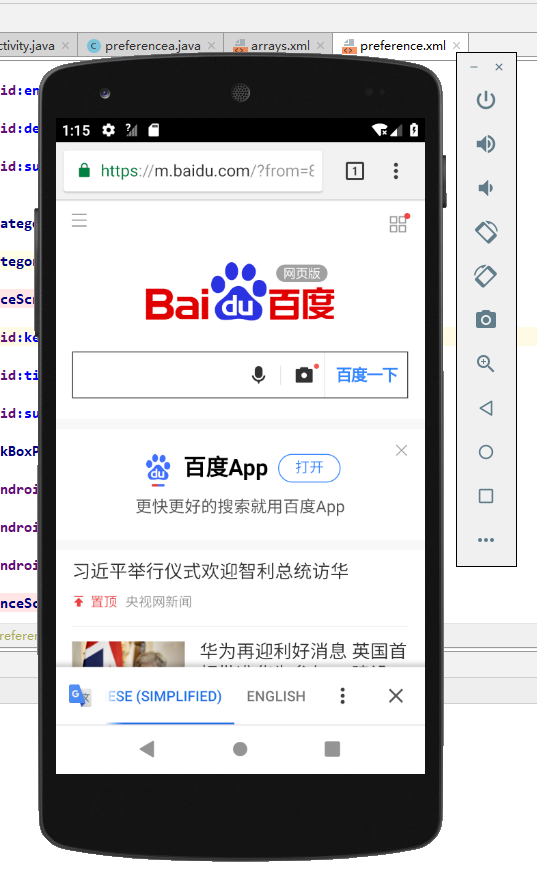 ctivity.java
preferencea.java
arrays.xml
preference.xml
id:en
id:de
id:su
ateg
tegor
ceScr
id:ke
id:ti
id:su
kBoxP
ndroi
ndroi
ndroi
nceSc
referen
1:15
https://m.baidu.com/?from=8
1
网页版
Bai du 百度
百度一下
百度App
打开
更快更好的搜索就用百度App
习近平举行仪式欢迎智利总统访华
置顶 央视网新闻
华为再迎利好消息 英国首
ESE (SIMPLIFIED)
ENGLISH